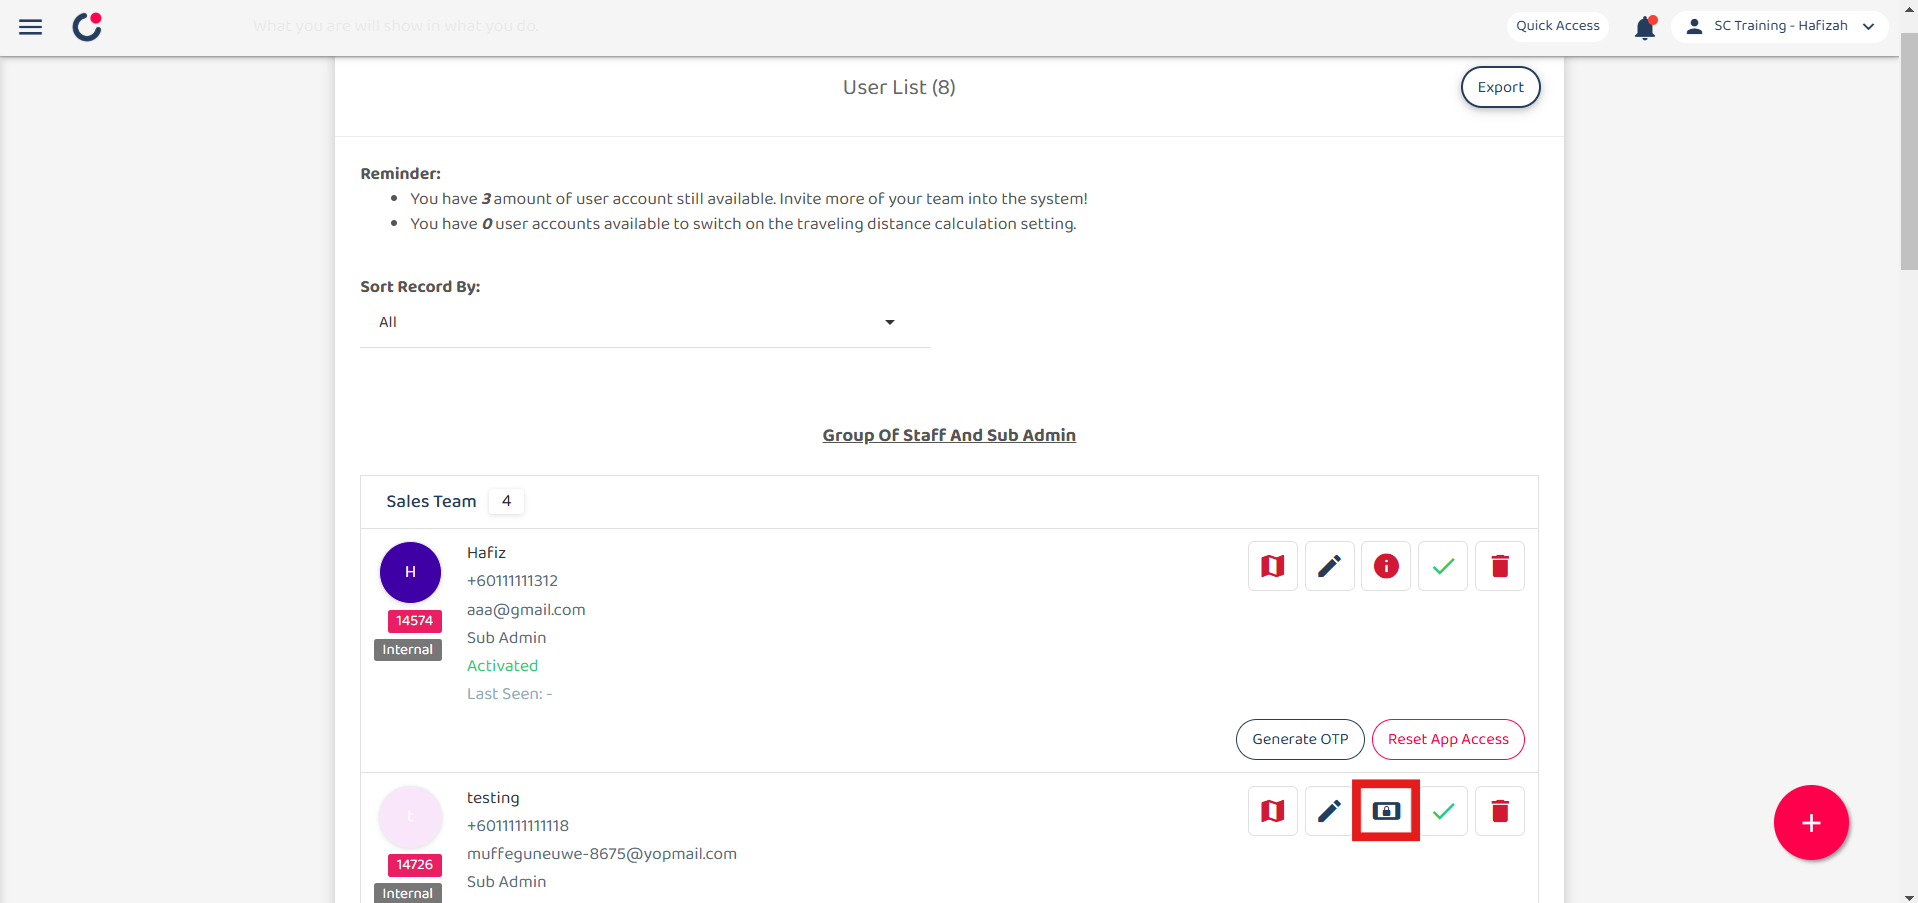 What you are will show in what you do.
Quick Access
SC Training - Hafizah
User List (8)
Export
Reminder:
You have 3 amount of user account still available. Invite more of your team into the system!
You have 0 user accounts available to switch on the traveling distance calculation setting.
Sort Record By:
All
Group Of Staff And Sub Admin
Sales Team 4
H
14574
Internal
Hafiz
+60111111312
aaa@gmail.com
Sub Admin
Activated
Last Seen: -
Generate OTP
Reset App Access
t
14726
Internal
testing
+6011111111118
muffeguneuwe-8675@yopmail.com
Sub Admin